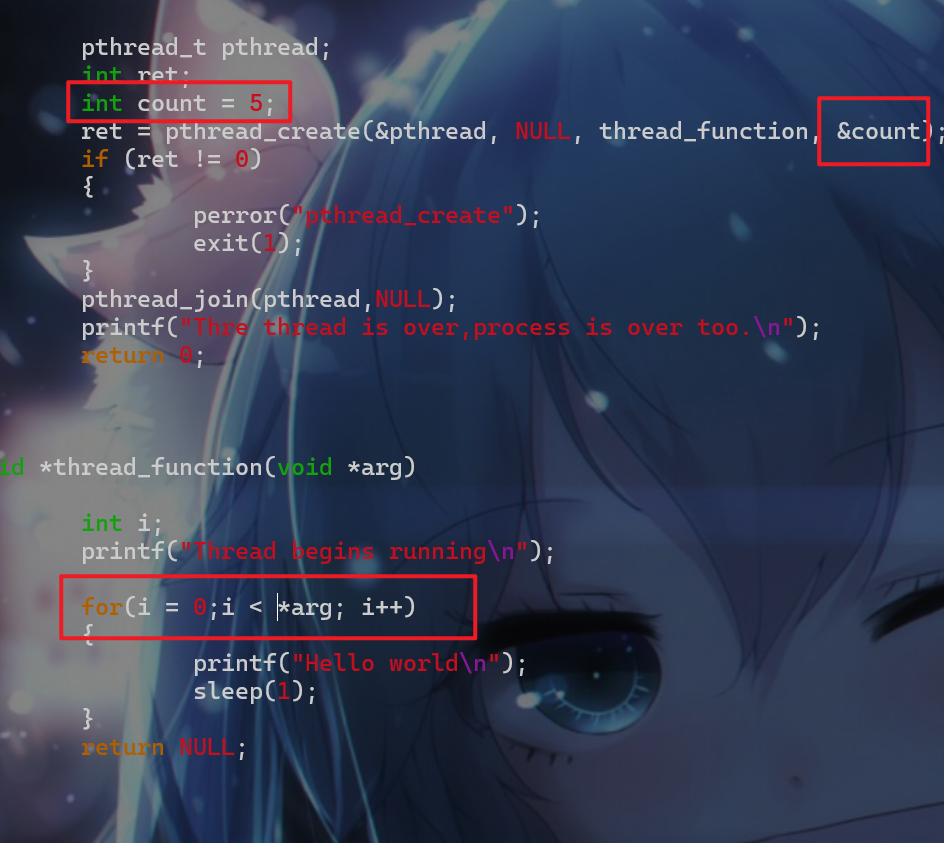 pthread_t pthread;
int ret;
int count = 5;
ret = pthread_create(&pthread, NULL, thread_function, &count);
if (ret != 0)
{
perror("pthread_create");
exit(1);
}
pthread_join(pthread,NULL);
printf("Thre thread is over,process is over too.\n");
return 0;
id *thread_function(void *arg)
int i;
printf("Thread begins running\n");
for(i = 0;i < *arg; i++)
{
printf("Hello world\n");
sleep(1);
}
return NULL;